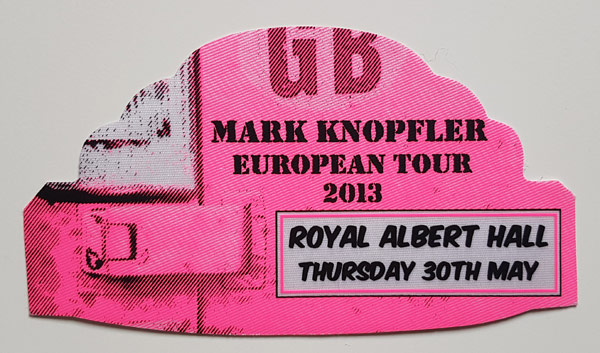 GB
MARK KNOPFLER
EUROPEAN TOUR
2013
ROYAL ALBERT HALL
THURSDAY 30TH MAY